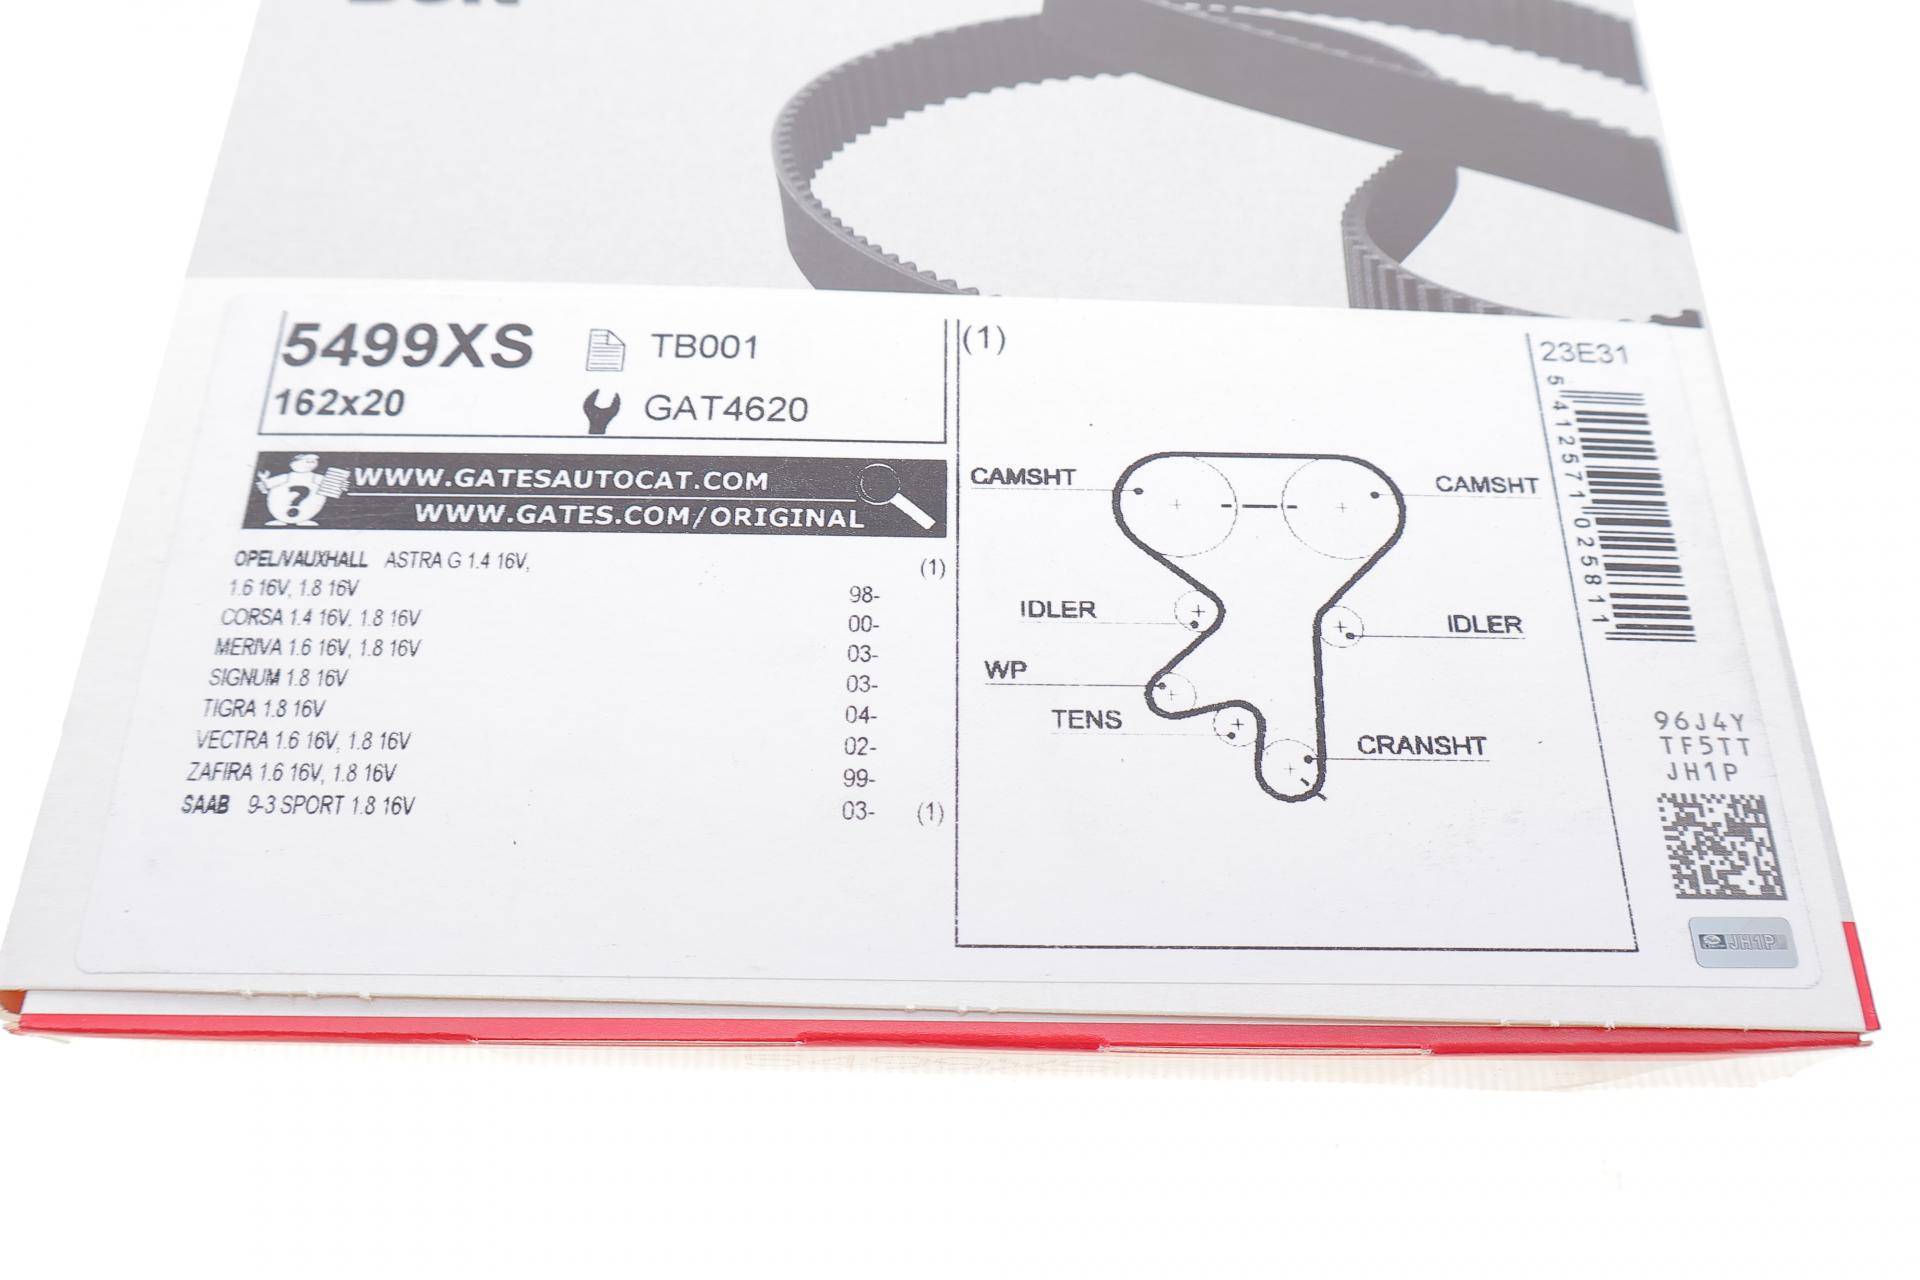 Belt
5499XS TB001
162x20 GAT4620
WWW.GATESAUTOCAT.COM
WWW.GATES.COM/ORIGINAL
OPEL/VAUXHALL ASTRA G 1.4 16V, (1)
1.6 16V, 1.8 16V 98-
CORSA 1.4 16V, 1.8 16V 00-
MERIVA 1.6 16V, 1.8 16V 03-
SIGNUM 1.8 16V 03-
TIGRA 1.8 16V 04-
VECTRA 1.6 16V, 1.8 16V 02-
ZAFIRA 1.6 16V, 1.8 16V 99-
SAAB 9-3 SPORT 1.8 16V 03- (1)
(1)
CAMSHT CAMSHT
IDLER IDLER
WP
TENS
CRANSHT
23E31
5 412571 025811
96J4Y
TF5TT
JH1P
JH1P